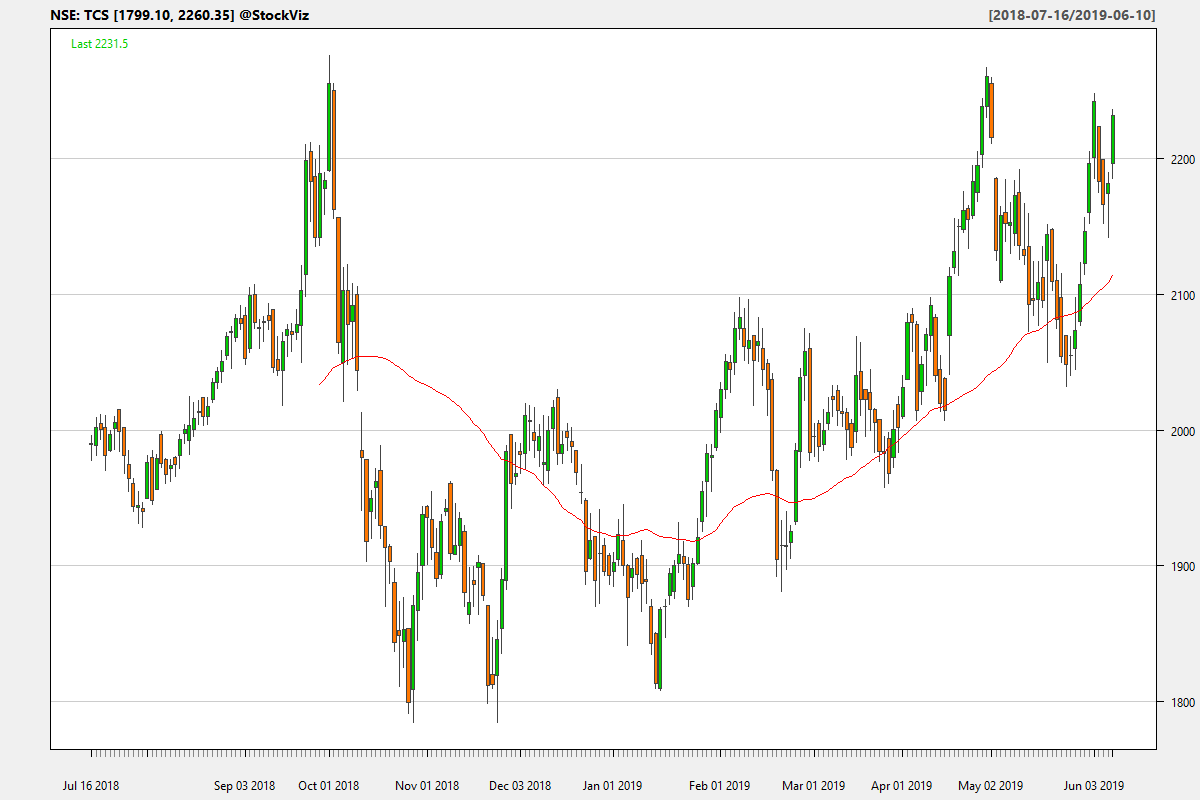 NSE: TCS [1799.10, 2260.35] @StockViz [2018-07-16/2019-06-10]
Last 2231.5
2200
2100
2000
1900
1800
Jul 16 2018 Sep 03 2018 Oct 01 2018 Nov 01 2018 Dec 03 2018 Jan 01 2019 Feb 01 2019 Mar 01 2019 Apr 01 2019 May 02 2019 Jun 03 2019